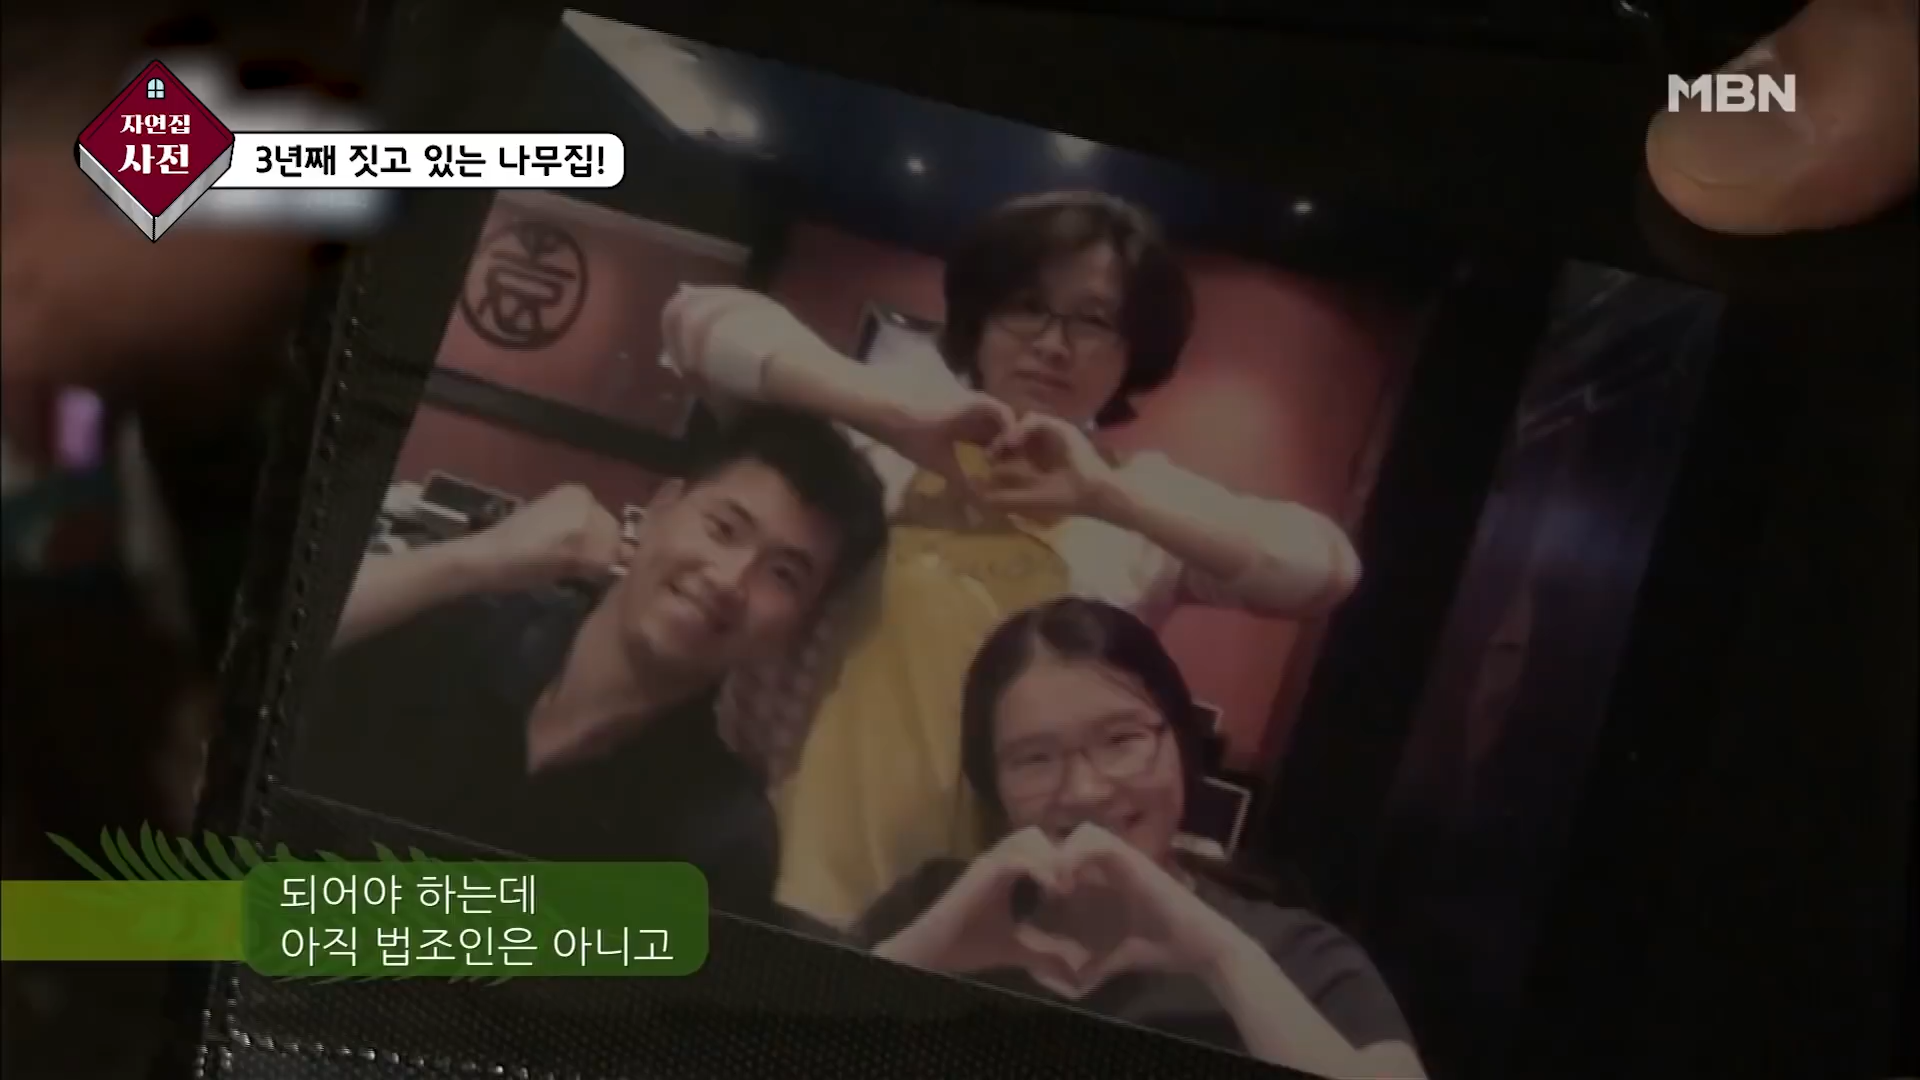 자연집
사전
3년째 짓고 있는 나무집!
MBN
되어야 하는데
아직 법조인은 아니고